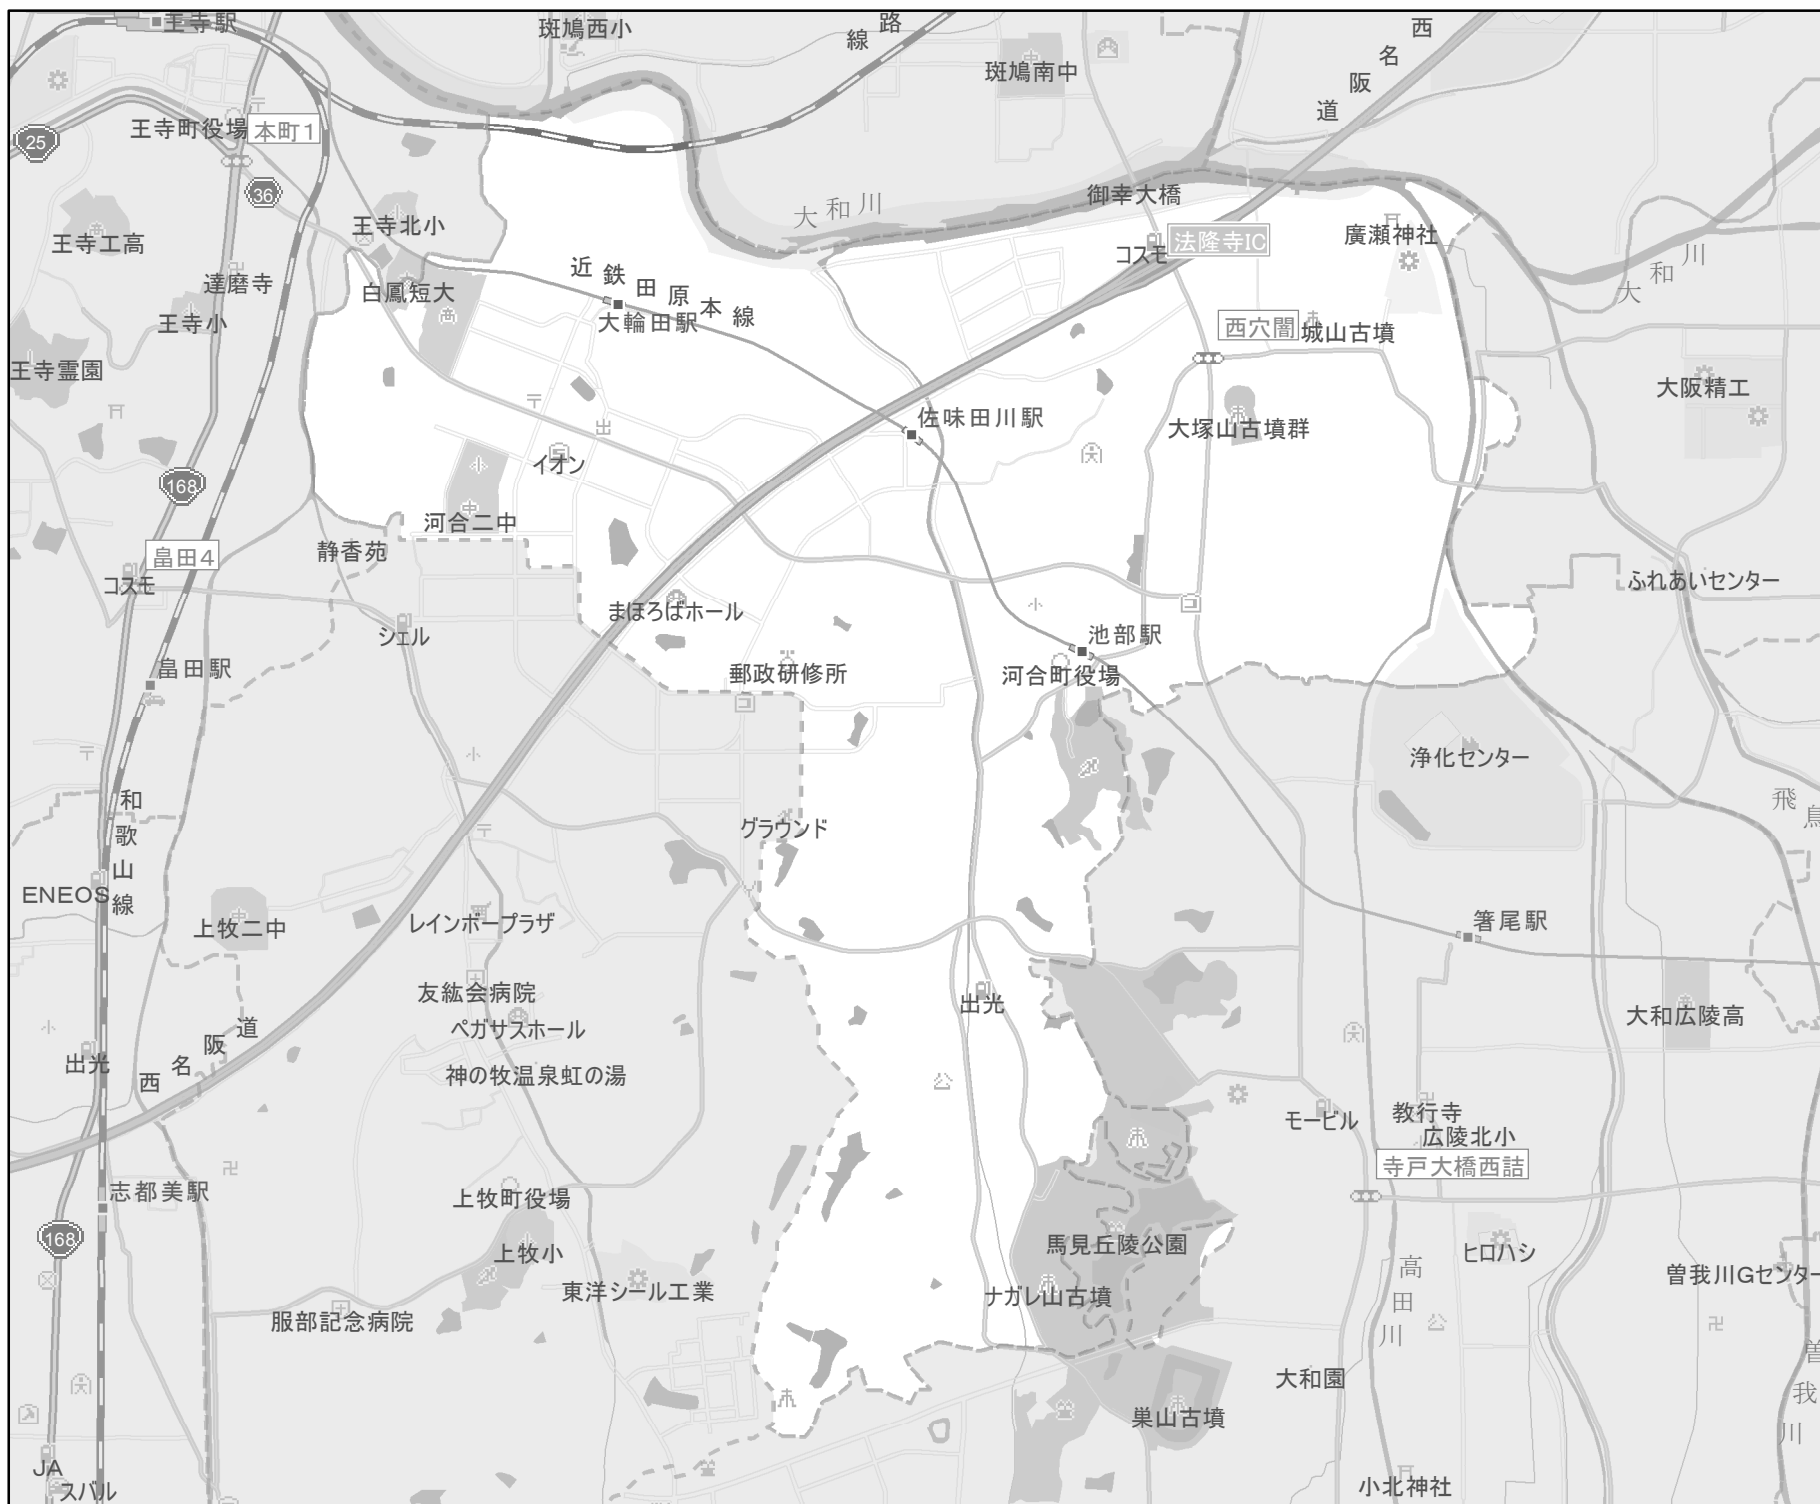 王寺駅
斑鳩西小
路線
西名阪道
斑鳩南中
25
王寺町役場
本町1
36
王寺工高
王寺北小
大和川
御幸大橋
法隆寺IC
コスモ
廣瀬神社
大和川
達磨寺
白鳳短大
王寺小
近鉄田原本線
大輪田駅
西穴闇
城山古墳
王寺霊園
大阪精工
佐味田川駅
大塚山古墳群
イオン
168
河合二中
静香苑
畠田4
コスモ
ふれあいセンター
まほろばホール
シェル
池部駅
畠田駅
郵政研修所
河合町役場
浄化センター
和歌山線
グラウンド
飛鳥
ENEOS
上牧二中
レインボープラザ
箸尾駅
友紘会病院
出光
大和広陵高
ペガサスホール
西名阪道
出光
神の牧温泉虹の湯
モービル
教行寺
広陵北小
寺戸大橋西詰
志都美駅
上牧町役場
168
馬見丘陵公園
上牧小
ヒロハシ
高田川
曽我川Gセンター
東洋シール工業
ナガレ山古墳
服部記念病院
大和園
曽我川
巣山古墳
JA
スバル
小北神社